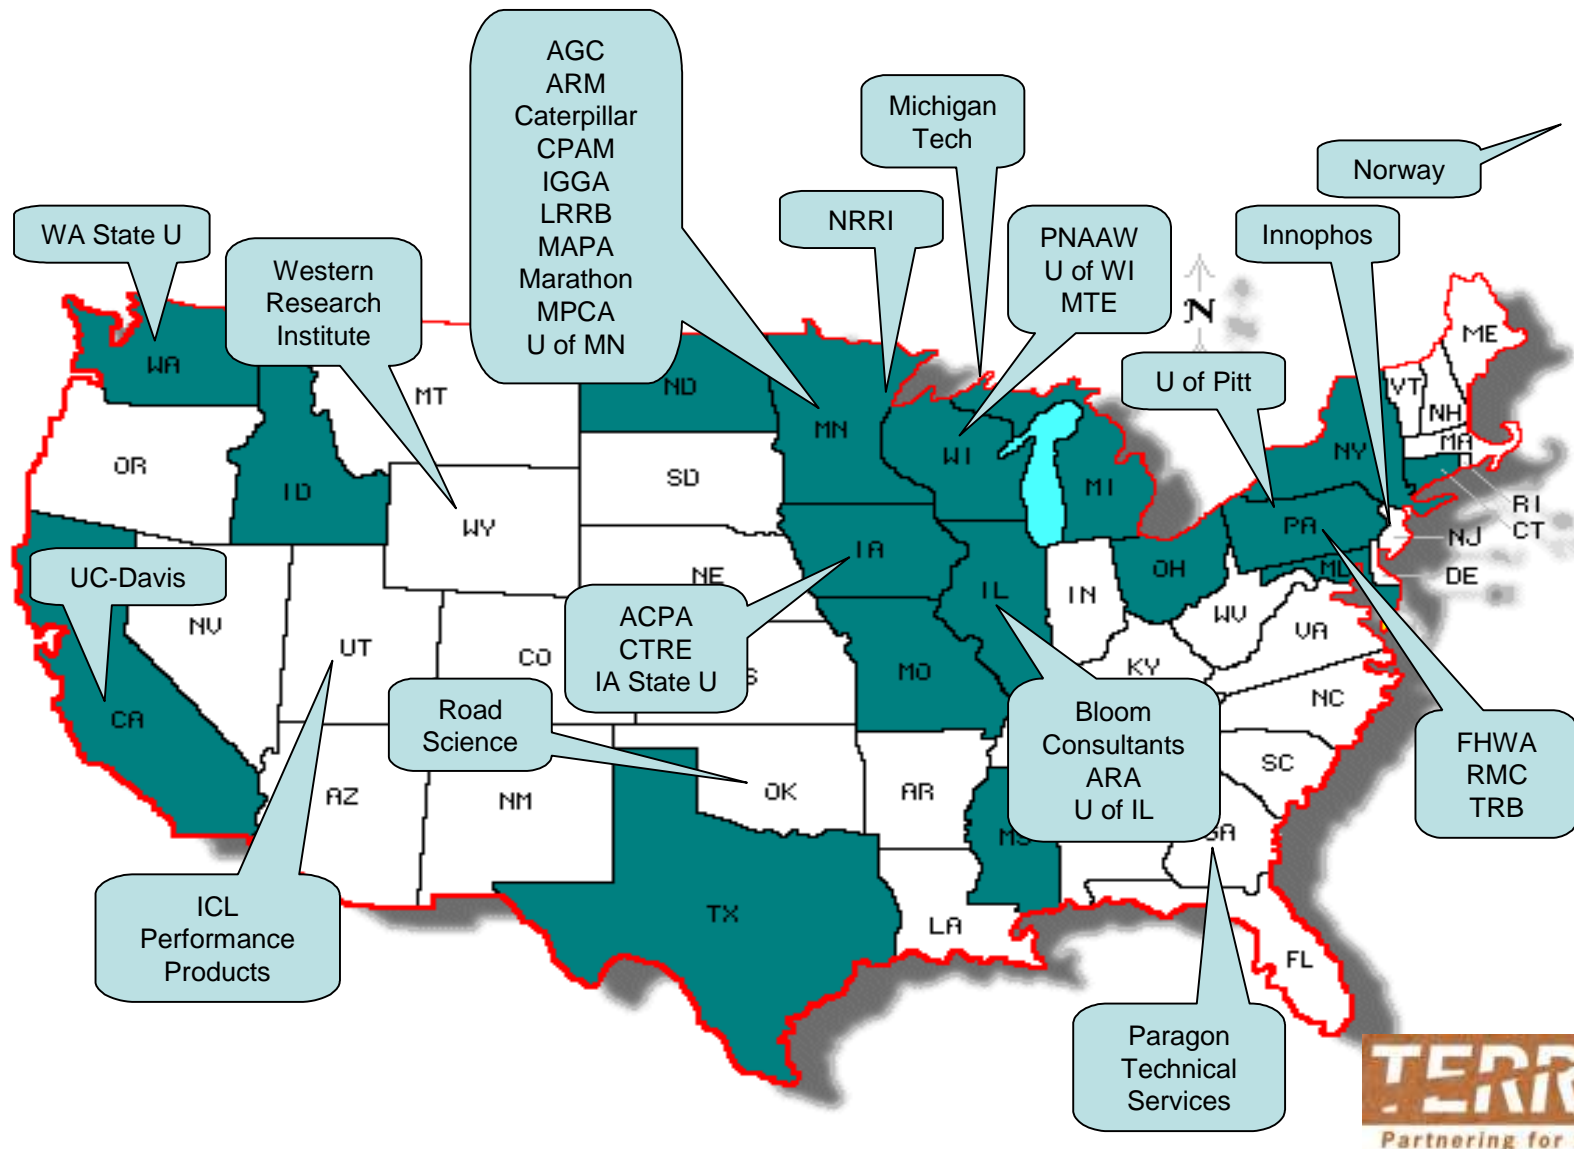 AGC
ARM
Caterpillar
CPAM
IGGA
LRRB
MAPA
Marathon
MPCA
U of MN
Michigan
Tech
Norway
NRRI
WA State U
Western
Research
Institute
PNAAW
U of WI
MTE
Innophos
U of Pitt
N
WA
MT
ND
MN
WI
MI
ME
VT
NH
MA
NY
RI
CT
NJ
DE
OR
ID
WY
SD
IA
PA
OH
MD
UC-Davis
NV
UT
CO
NE
S
IL
IN
WV
VA
KY
NC
ACPA
CTRE
IA State U
MO
CA
Road
Science
Bloom
Consultants
ARA
U of IL
FHWA
RMC
TRB
AZ
NM
OK
AR
SC
MS
GA
TX
LA
FL
ICL
Performance
Products
Paragon
Technical
Services
TERR
Partnering for